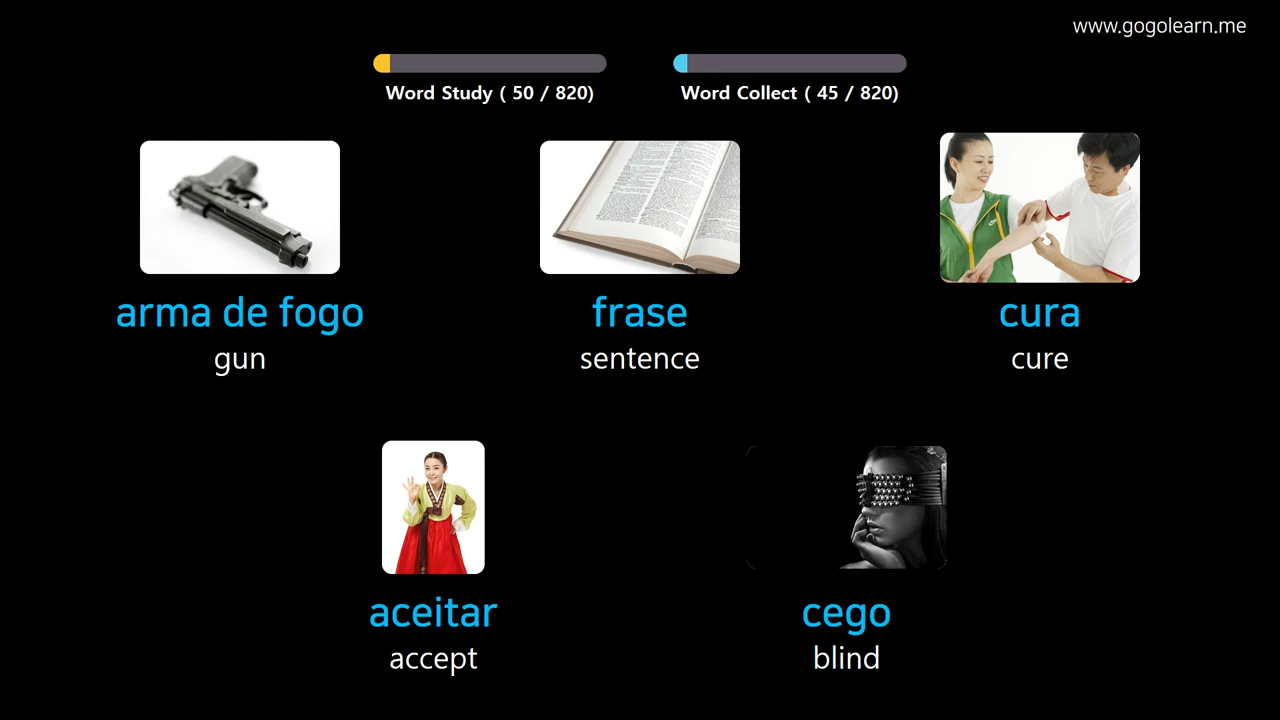 www.gogolearn.me
Word Study ( 50 / 820)
Word Collect ( 45 / 820)
arma de fogo
gun
frase
sentence
cura
cure
aceitar
accept
cego
blind